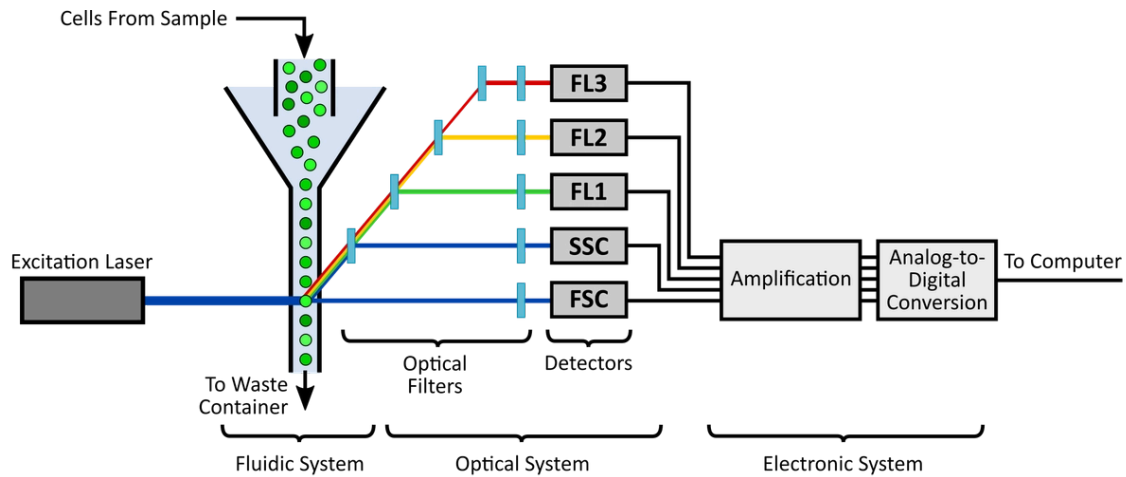 Cells From Sample
FL3
FL2
FL1
SSC
FSC
Excitation Laser
Amplification
Analog-to-
Digital
Conversion
To Computer
Optical
Filters
Detectors
To Waste
Container
Fluidic System
Optical System
Electronic System